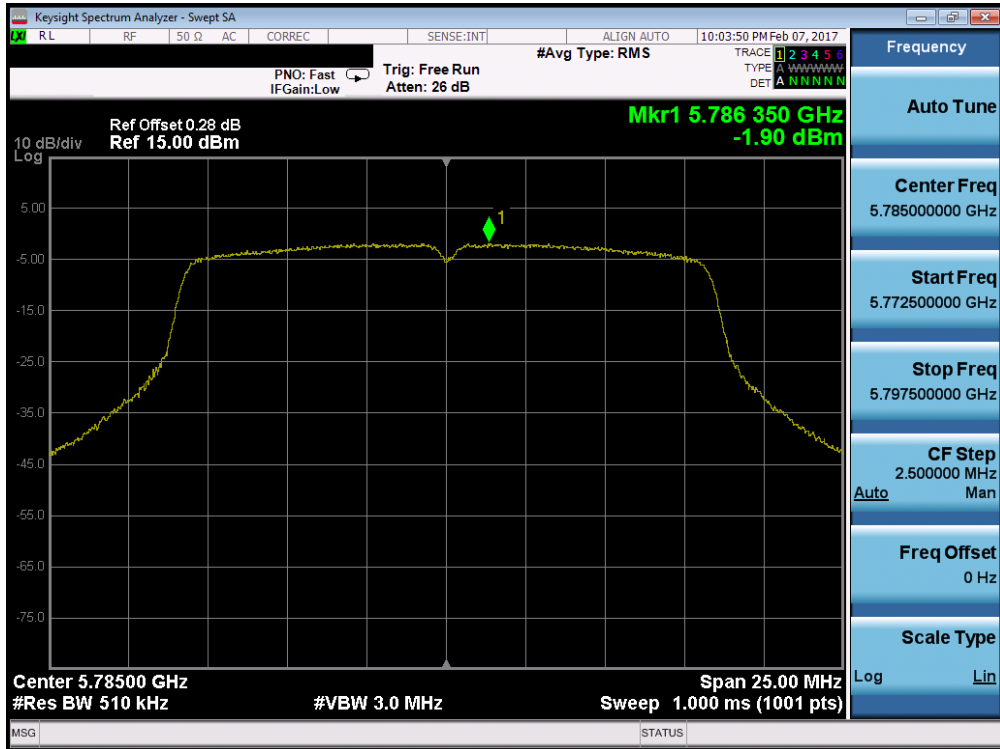 Keysight Spectrum Analyzer - Swept SA
LXI RL RF 50 Ω AC CORREC SENSE:INT ALIGN AUTO 10:03:50 PM Feb 07, 2017
PNO: Fast
IFGain:Low
Trig: Free Run
Atten: 26 dB
#Avg Type: RMS
TRACE 1 2 3 4 5 6
TYPE A WWWWW
DET A N N N N N
Ref Offset 0.28 dB
Ref 15.00 dBm
10 dB/div
Log
Mkr1 5.786 350 GHz
-1.90 dBm
1
5.00
-5.00
-15.0
-25.0
-35.0
-45.0
-55.0
-65.0
-75.0
Center 5.78500 GHz Span 25.00 MHz
#Res BW 510 kHz #VBW 3.0 MHz Sweep 1.000 ms (1001 pts)
MSG STATUS
Frequency
Auto Tune
Center Freq
5.785000000 GHz
Start Freq
5.772500000 GHz
Stop Freq
5.797500000 GHz
CF Step
2.500000 MHz
Auto Man
Freq Offset
0 Hz
Scale Type
Log Lin